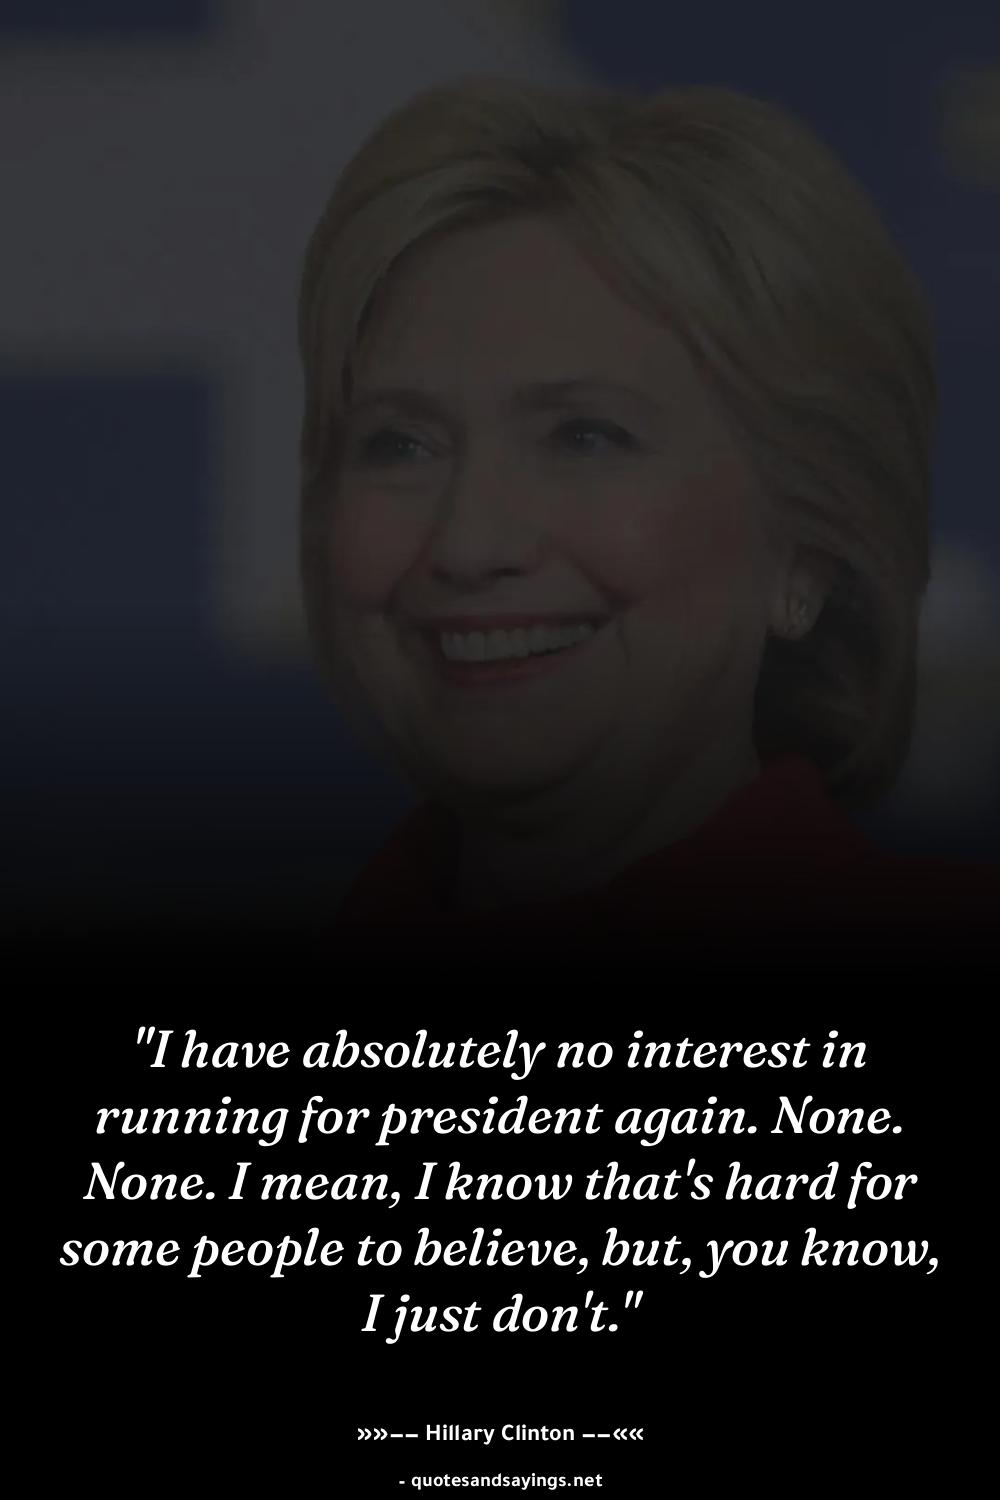 "I have absolutely no interest in
running for president again. None.
None. I mean, I know that's hard for
some people to believe, but, you know,
I just don't."
»»–– Hillary Clinton ––««
- quotesandsayings.net